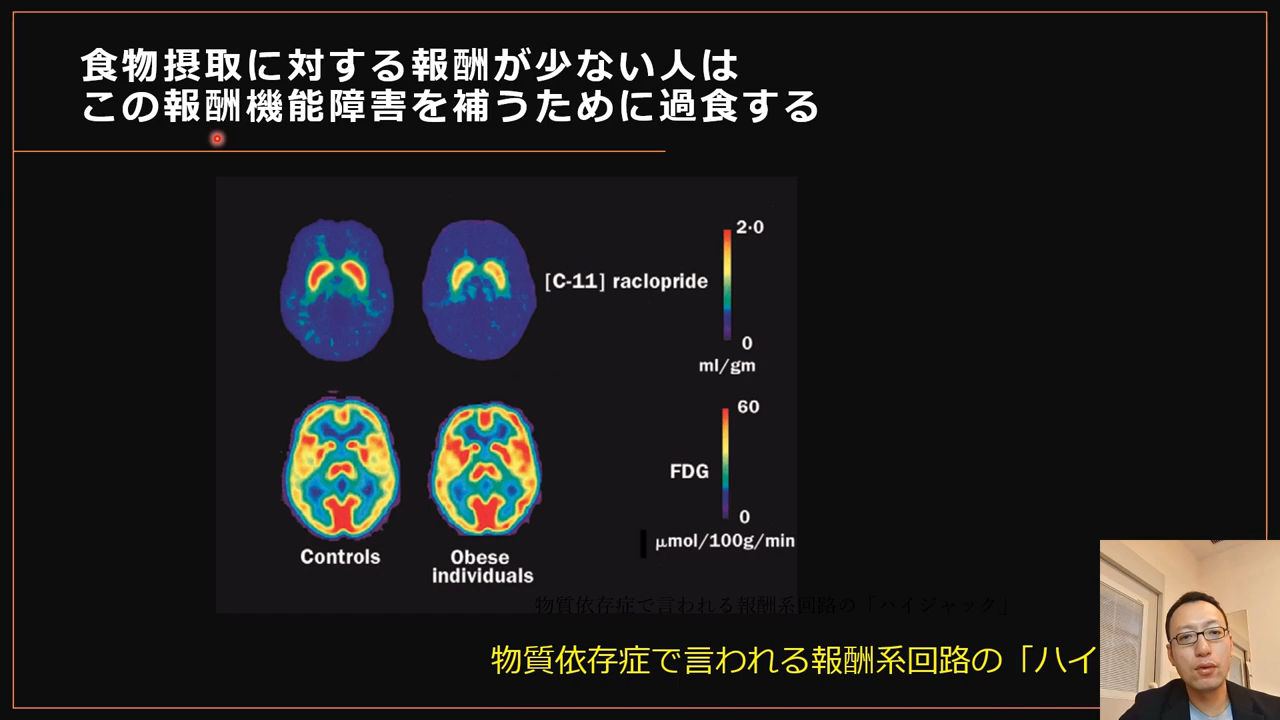 食物摂取に対する報酬が少ない人は
この報酬機能障害を補うために過食する
2·0
[C-11] raclopride
0
ml/gm
60
FDG
0
μmol/100g/min
Controls
Obese
individuals
物質依存症で言われる報酬系回路の「ハイジャック」
物質依存症で言われる報酬系回路の「ハイ